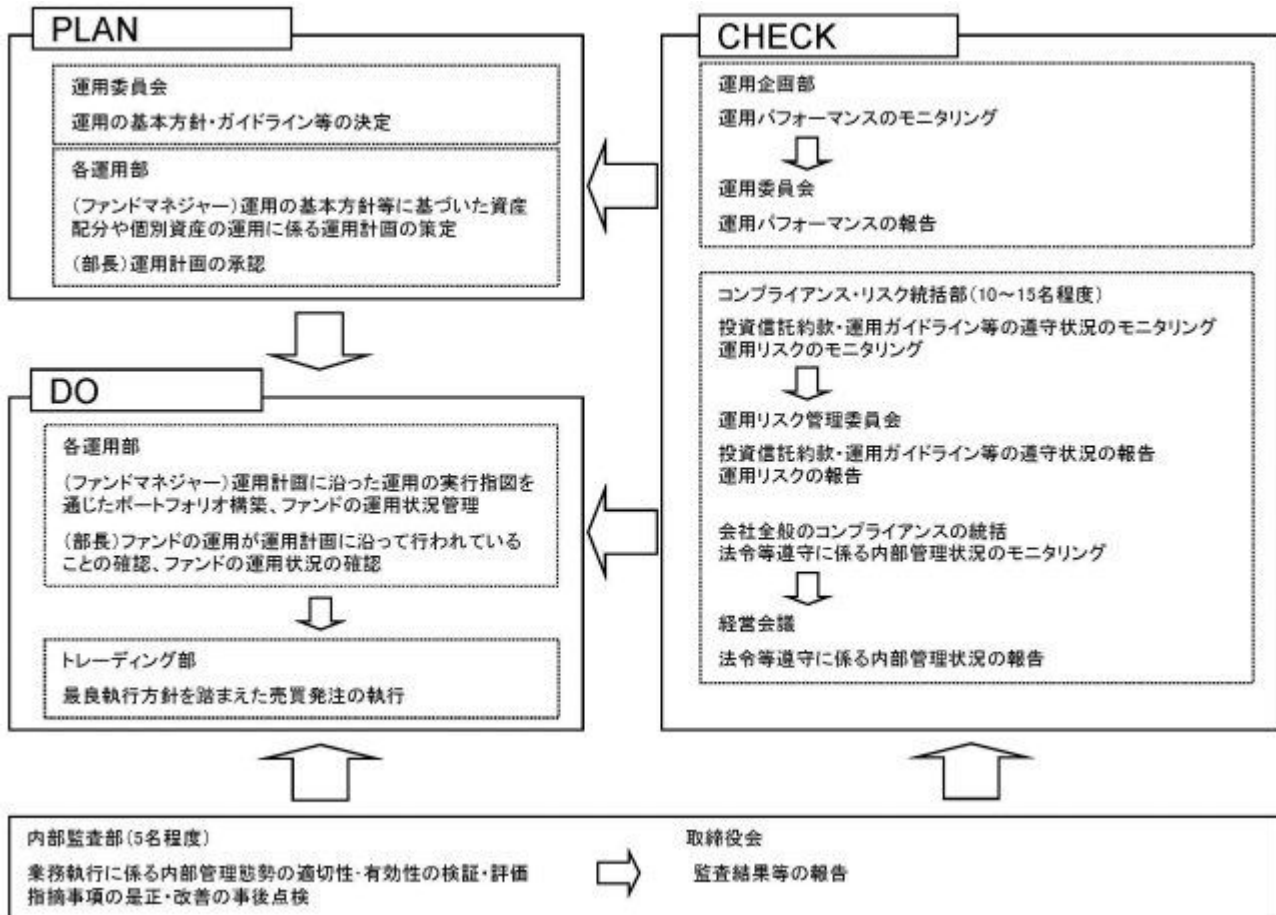 PLAN
運用委員会
運用の基本方針・ガイドライン等の決定
各運用部
(ファンドマネジャー)運用の基本方針等に基づいた資産
配分や個別資産の運用に係る運用計画の策定
(部長)運用計画の承認
DO
各運用部
(ファンドマネジャー)運用計画に沿った運用の実行指図を
通じたポートフォリオ構築、ファンドの運用状況管理
(部長)ファンドの運用が運用計画に沿って行われている
ことの確認、ファンドの運用状況の確認
トレーディング部
最良執行方針を踏まえた売買発注の執行
CHECK
運用企画部
運用パフォーマンスのモニタリング
運用委員会
運用パフォーマンスの報告
コンプライアンス・リスク統括部(10～15名程度)
投資信託約款・運用ガイドライン等の遵守状況のモニタリング
運用リスクのモニタリング
運用リスク管理委員会
投資信託約款・運用ガイドライン等の遵守状況の報告
運用リスクの報告
会社全般のコンプライアンスの統括
法令等遵守に係る内部管理状況のモニタリング
経営会議
法令等遵守に係る内部管理状況の報告
内部監査部(5名程度)
業務執行に係る内部管理態勢の適切性・有効性の検証・評価
指摘事項の是正・改善の事後点検
取締役会
監査結果等の報告